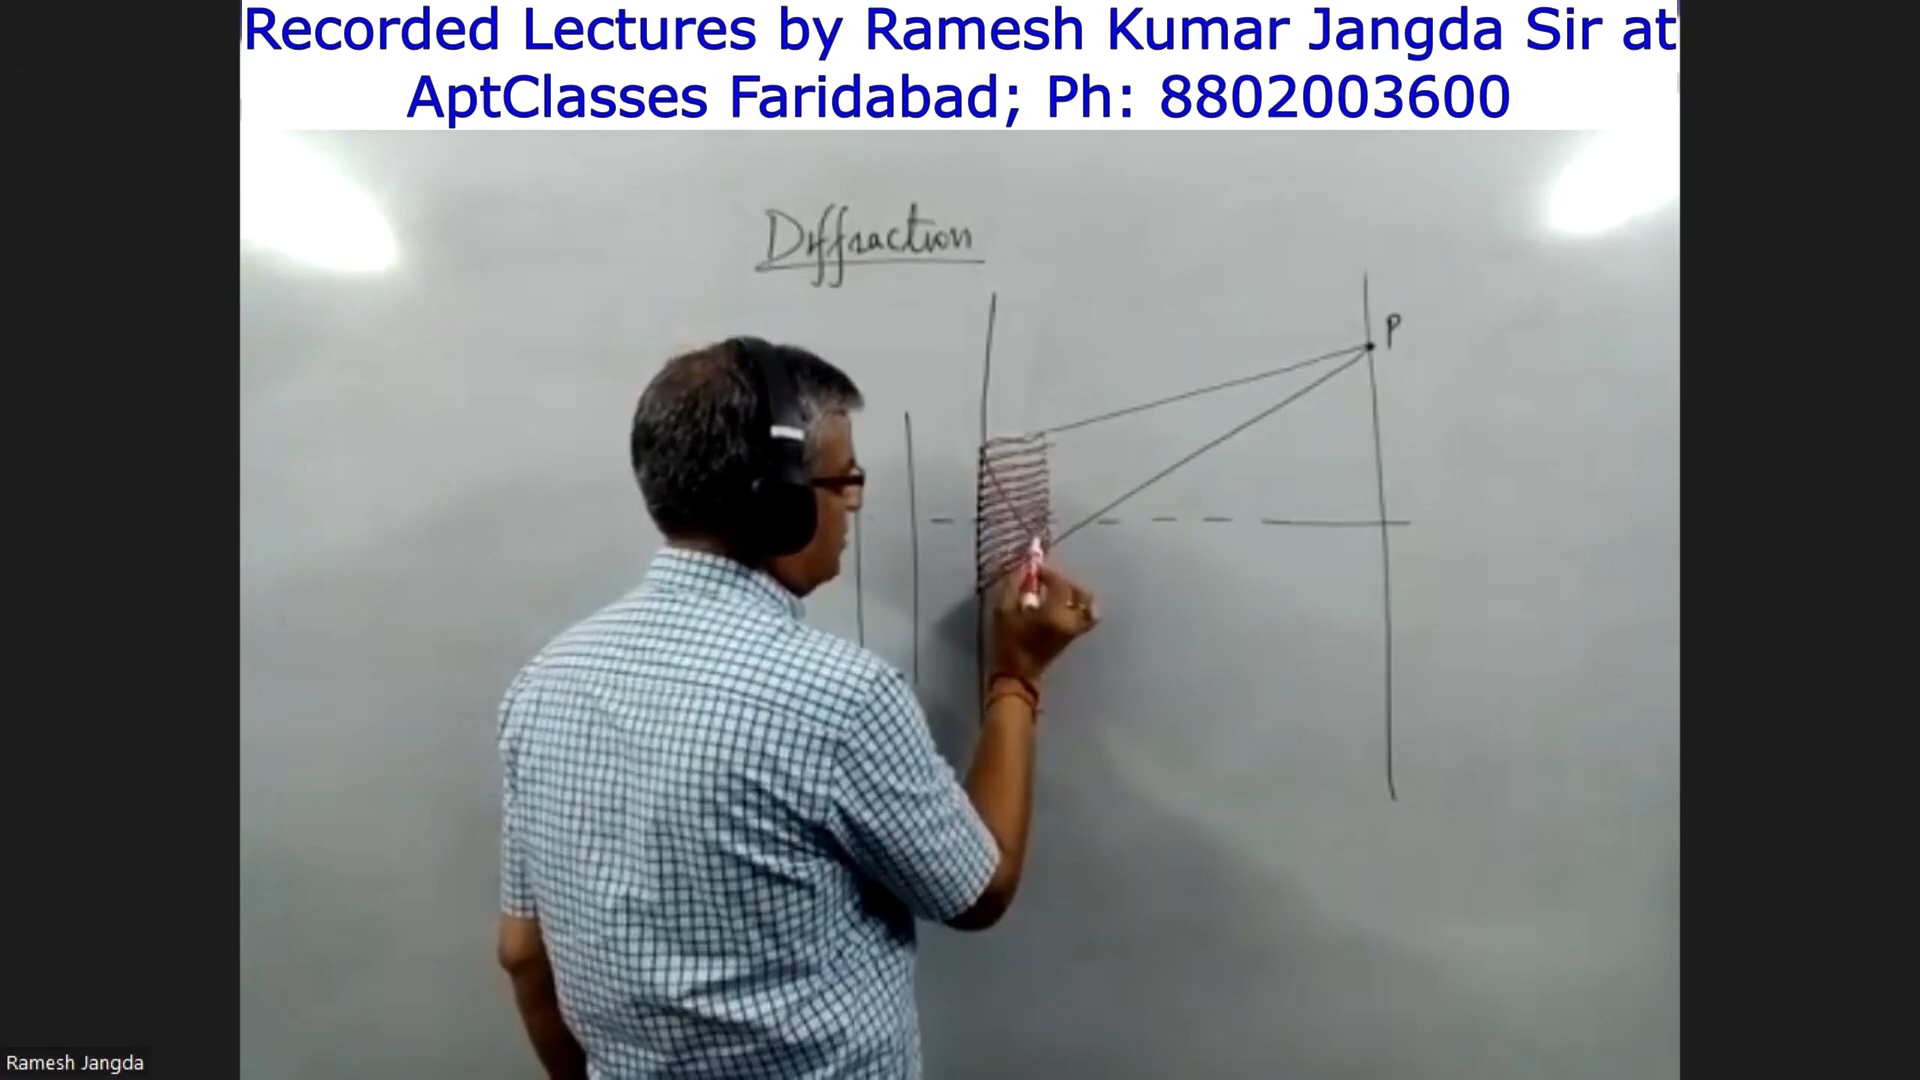 Recorded Lectures by Ramesh Kumar Jangda Sir at
AptClasses Faridabad; Ph: 8802003600
Diffraction
P
Ramesh Jangda